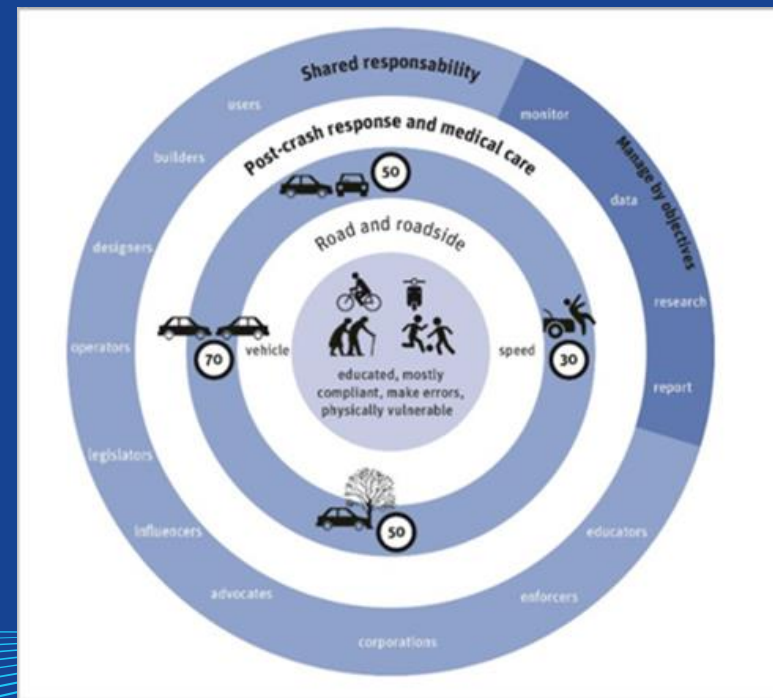 Shared responsability
users
builders
designers
operators
legislators
influencers
advocates
corporations
enforcers
educators
Manage by objectives
monitor
data
research
report
Post-crash response and medical care
50
70
30
50
Road and roadside
vehicle
speed
educated, mostly
compliant, make errors,
physically vulnerable